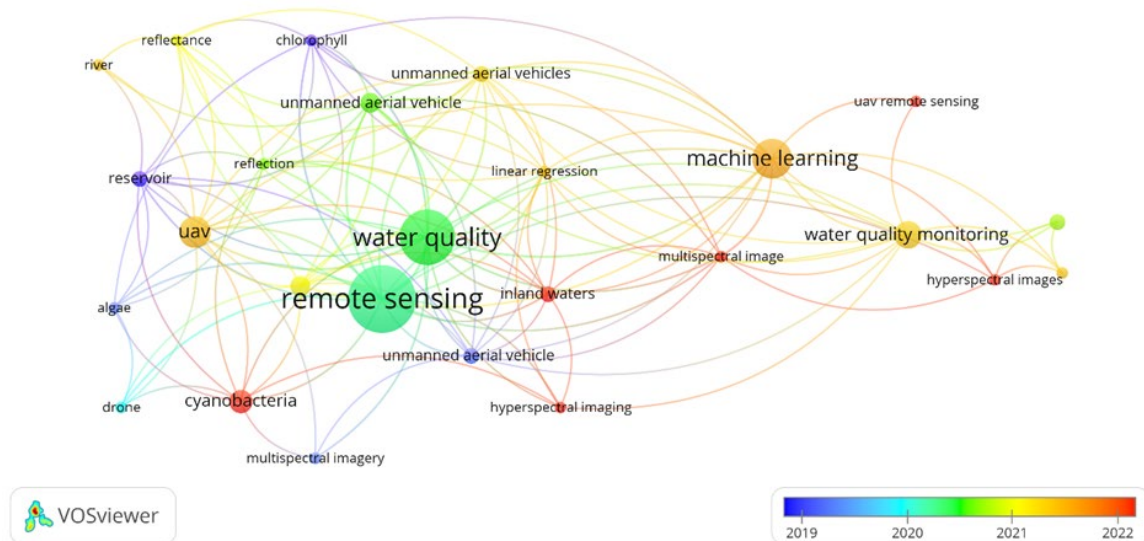 reflectance
chlorophyll
river
unmanned aerial vehicles
unmanned aerial vehicle
uav remote sensing
machine learning
reflection
linear regression
reservoir
uav
water quality
water quality monitoring
multispectral image
hyperspectral images
remote sensing
inland waters
algae
unmanned aerial vehicle
drone
cyanobacteria
hyperspectral imaging
multispectral imagery
VOSviewer
2019 2020 2021 2022